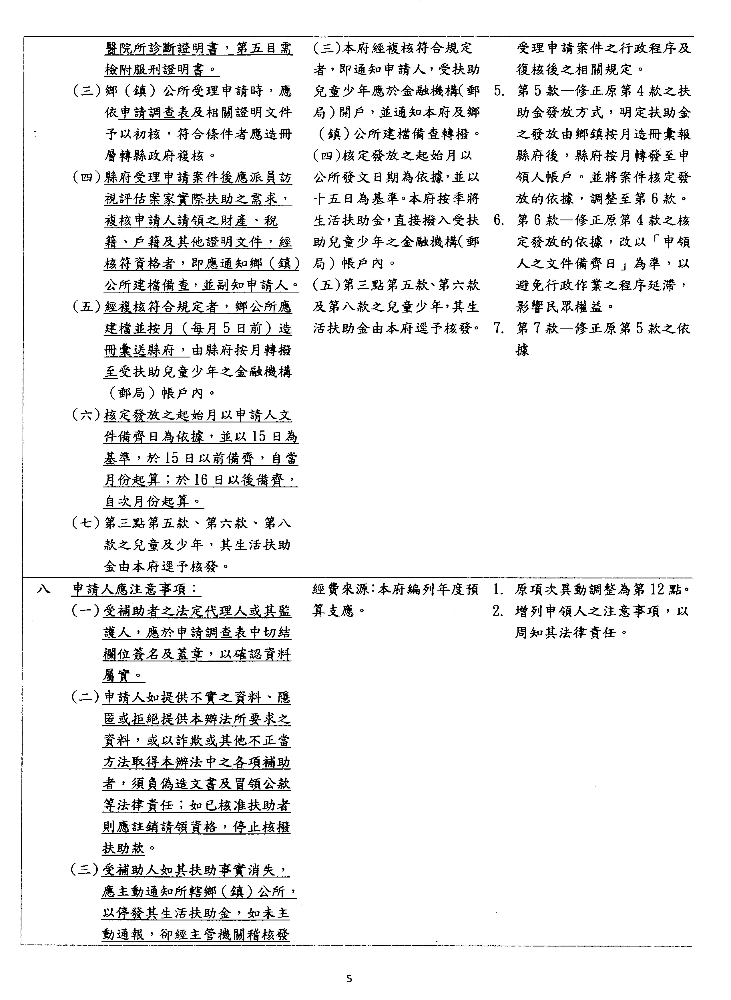 醫院所診斷證明書，第五目需
檢附服刑證明書。
(三)鄉（鎮）公所受理申請時，應
依申請調查表及相關證明文件
予以初核，符合條件者應造冊
層轉縣政府複核。
(四)縣府受理申請案件後應派員訪
視評估案家實際扶助之需求，
複核申請人請領之財產、稅
籍、戶籍及其他證明文件，經
核符資格者，即應通知鄉（鎮）
公所建檔備查，並副知申請人。
(五)經複核符合規定者，鄉公所應
建檔並按月（每月5日前）造
冊彙送縣府，由縣府按月轉撥
至受扶助兒童少年之金融機構
（郵局）帳戶內。
(六)核定發放之起始月以申請人文
件備齊日為依據，並以15日為
基準，於15日以前備齊，自當
月份起算；於16日以後備齊，
自次月份起算。
(七)第三點第五款、第六款、第八
款之兒童及少年，其生活扶助
金由本府逕予核發。
(三)本府經複核符合規定
者，即通知申請人，受扶助
兒童少年應於金融機構(郵
局)開戶，並通知本府及鄉
（鎮）公所建檔備查轉撥。
(四)核定發放之起始月以
公所發文日期為依據，並以
十五日為基準。本府按季將
生活扶助金，直接撥入受扶
助兒童少年之金融機構(郵
局）帳戶內。
(五)第三點第五款、第六款
及第八款之兒童少年，其生
活扶助金由本府逕予核發。
受理申請案件之行政程序及
復核後之相關規定。
5. 第5款—修正原第4款之扶
助金發放方式，明定扶助金
之發放由鄉鎮按月造冊彙報
縣府後，縣府按月轉發至申
領人帳戶。並將案件核定發
放的依據，調整至第6款。
6. 第6款—修正原第4款之核
定發放的依據，改以「申領
人之文件備齊日」為準，以
避免行政作業之程序延滯，
影響民眾權益。
7. 第7款—修正原第5款之依
據
八 申請人應注意事項：
(一)受補助者之法定代理人或其監
護人，應於申請調查表中切結
欄位簽名及蓋章，以確認資料
屬實。
(二)申請人如提供不實之資料、隱
匿或拒絕提供本辦法所要求之
資料，或以詐欺或其他不正當
方法取得本辦法中之各項補助
者，須負偽造文書及冒領公款
等法律責任；如已核准扶助者
則應註銷請領資格，停止核撥
扶助款。
(三)受補助人如其扶助事實消失，
應主動通知所轄鄉(鎮)公所，
以停發其生活扶助金，如未主
動通報，卻經主管機關稽核發
經費來源：本府編列年度預
算支應。
1. 原項次異動調整為第12點。
2. 增列申領人之注意事項，以
周知其法律責任。
5